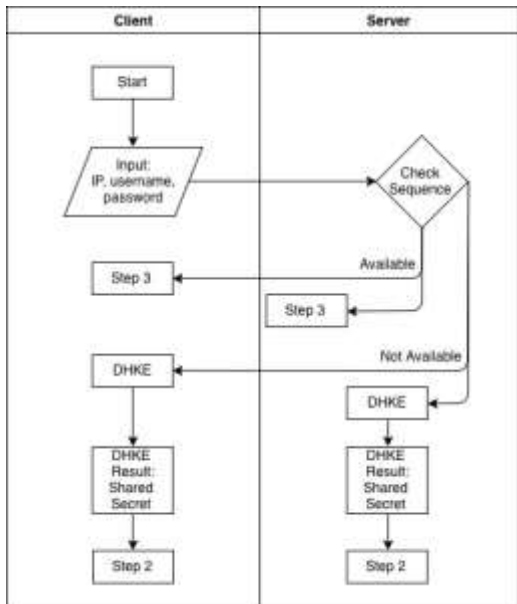 Client
Server
Start
Input:
IP, username,
password
Check
Sequence
Available
Step 3
Step 3
Not Available
DHKE
DHKE
DHKE
Result:
Shared
Secret
DHKE
Result:
Shared
Secret
Step 2
Step 2